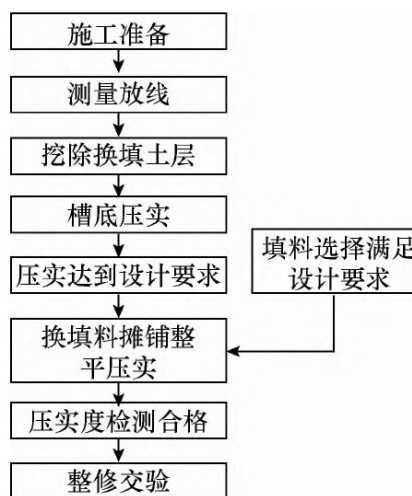 施工准备
测量放线
挖除换填土层
槽底压实
压实达到设计要求
填料选择满足
设计要求
换填料摊铺整
平压实
压实度检测合格
整修交验